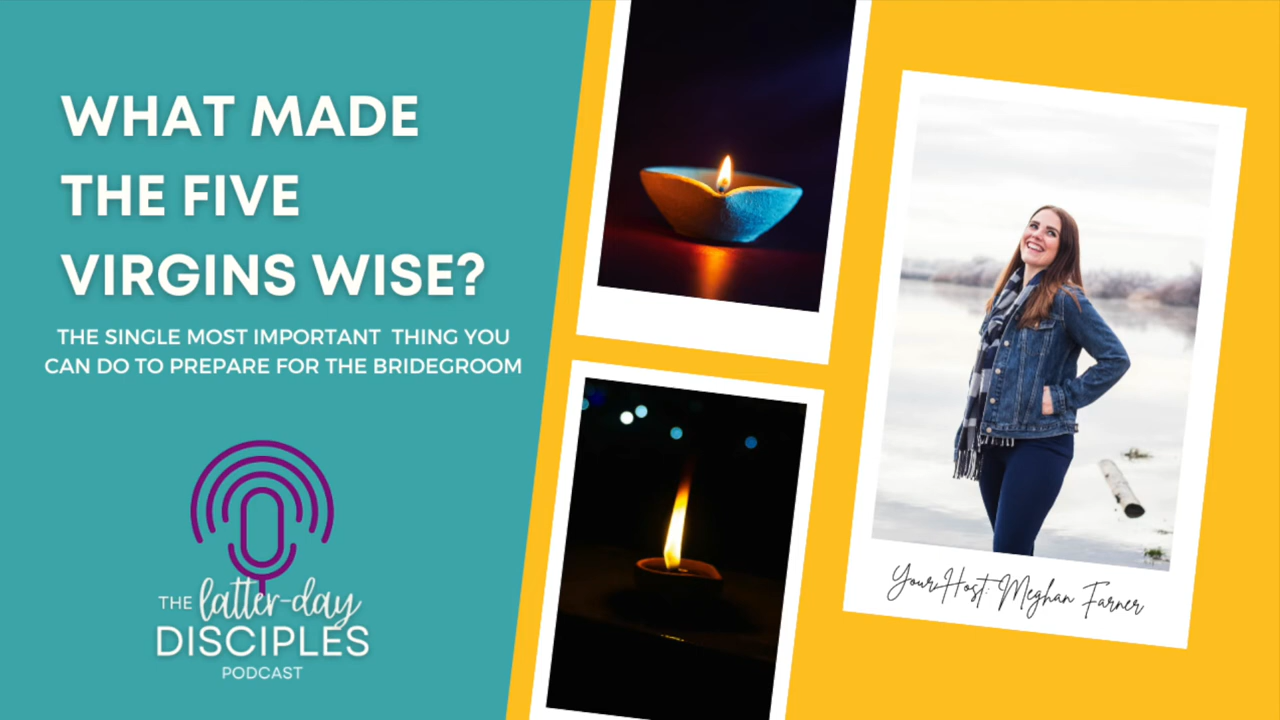 WHAT MADE
THE FIVE
VIRGINS WISE?
THE SINGLE MOST IMPORTANT THING YOU
CAN DO TO PREPARE FOR THE BRIDEGROOM
THE latter-day
DISCIPLES
PODCAST
Your Host: Meghan Farner